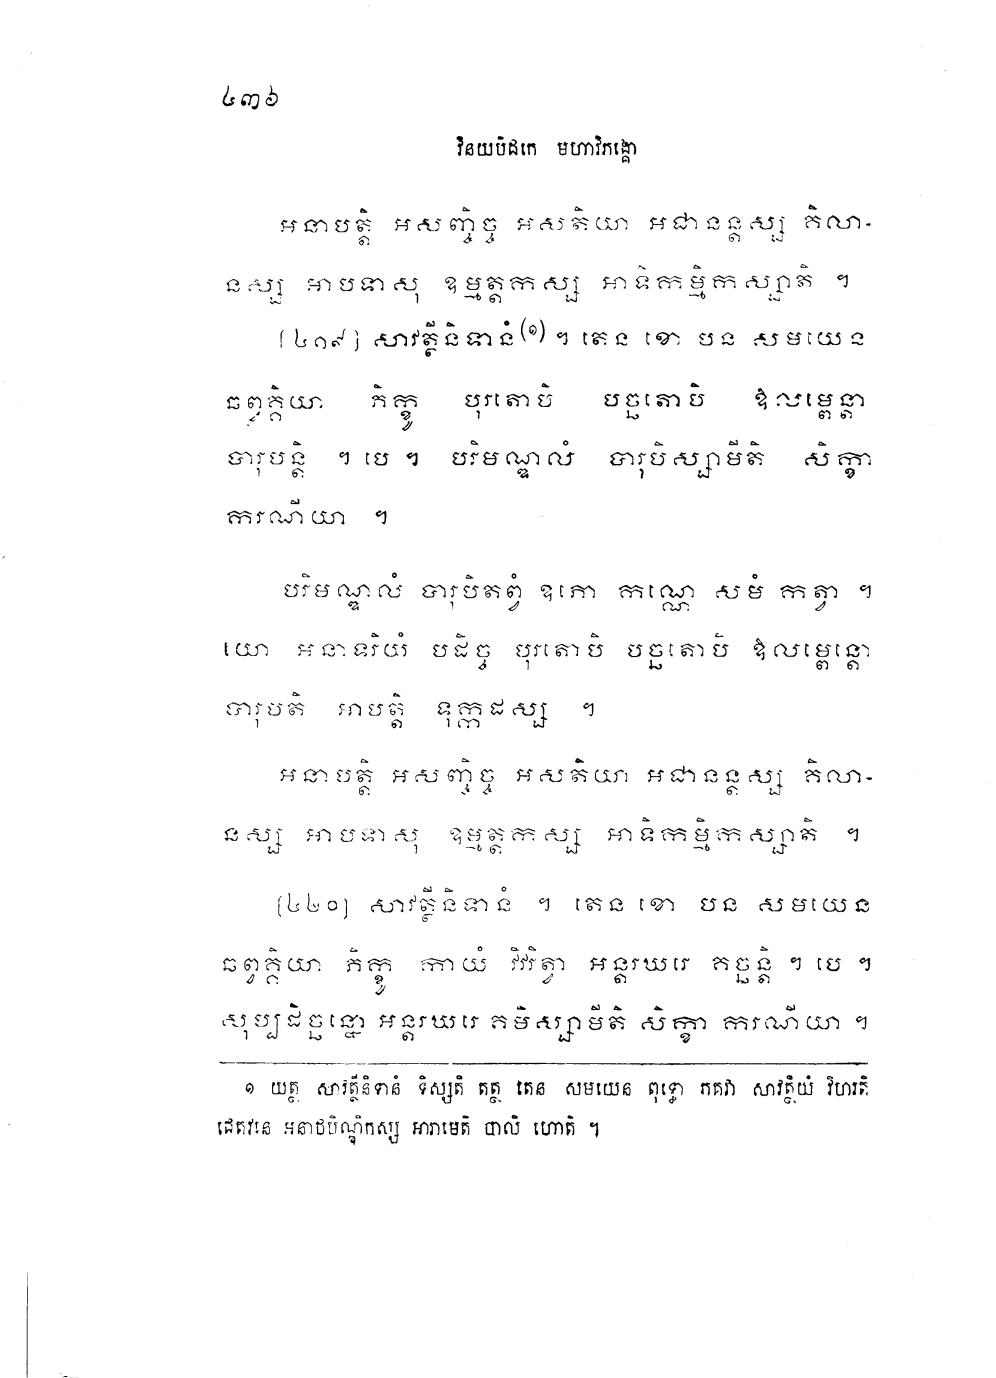 ៤៣៦
វិនយបិដកេ មហាវិភង្គោ
អនាបត្តិ អសញ្ចិច្ច អសតិយា អជានន្តស្ស គិលា-
នស្ស អាបទាសុ ឧម្មត្តកស្ស អាទិកម្មិកស្សាតិ ។
[៤១៩] សាវត្ថីនិទានំ(១) ។ តេន ខោ បន សមយេន
ឆព្វគ្គិយា ភិក្ខូ បុរតោបិ បច្ឆតោបិ ឱលម្ពេន្តា
បារុបន្តិ ។ បេ ។ បរិមណ្ឌលំ បារុបិស្សាមីតិ សិក្ខា
ករណីយា ។
បរិមណ្ឌលំ បារុបិតព្វំ ឧភោ កណ្ណេ សមំ កត្វា ។
យោ អនាទរិយំ បដិច្ច បុរតោបិ បច្ឆតោបិ ឱលម្ពេន្តោ
បារុបតិ អាបត្តិ ទុក្កដស្ស ។
អនាបត្តិ អសញ្ចិច្ច អសតិយា អជានន្តស្ស គិលា-
នស្ស អាបទាសុ ឧម្មត្តកស្ស អាទិកម្មិកស្សាតិ ។
[៤៤០] សាវត្ថីនិទានំ ។ តេន ខោ បន សមយេន
ឆព្វគ្គិយា ភិក្ខូ កាយំ វិវរិត្វា អន្តរឃរេ គច្ឆន្តិ ។ បេ ។
សុប្បដិច្ឆន្នោ អន្តរឃរេ គមិស្សាមីតិ សិក្ខា ករណីយា ។
១ យត្ថ សាវត្ថីនិទានំ ទិស្សតិ តត្ថ តេន សមយេន ពុទ្ធោ ភគវា សាវត្ថិយំ វិហរតិ
ជេតវនេ អនាថបិណ្ឌិកស្ស អារាមេតិ បាលិ ហោតិ ។